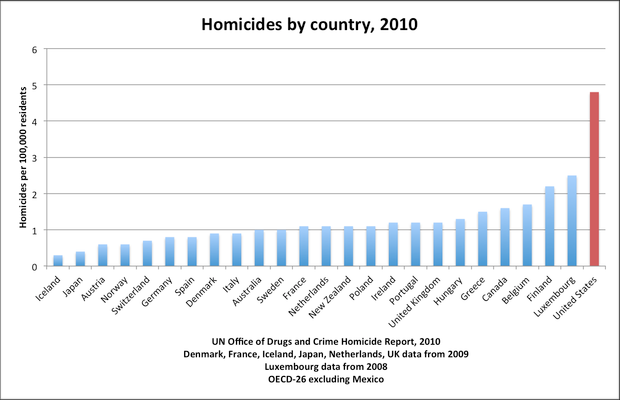 Homicides by country, 2010
Homicides per 100,000 residents
6
5
4
3
2
1
0
Iceland
Japan
Austria
Norway
Switzerland
Germany
Spain
Denmark
Italy
Australia
Sweden
France
Netherlands
New Zealand
Poland
Ireland
Portugal
United Kingdom
Hungary
Greece
Canada
Belgium
Finland
Luxembourg
United States
UN Office of Drugs and Crime Homicide Report, 2010
Denmark, France, Iceland, Japan, Netherlands, UK data from 2009
Luxembourg data from 2008
OECD-26 excluding Mexico